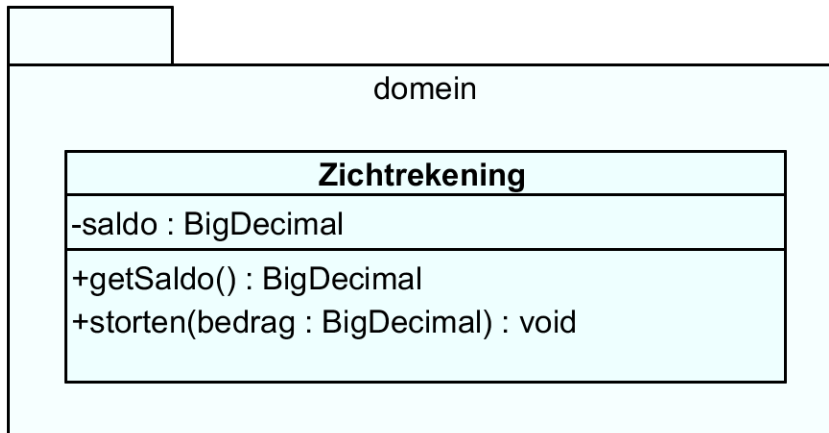 domein
Zichtrekening
-saldo : BigDecimal
+getSaldo() : BigDecimal
+storten(bedrag : BigDecimal) : void